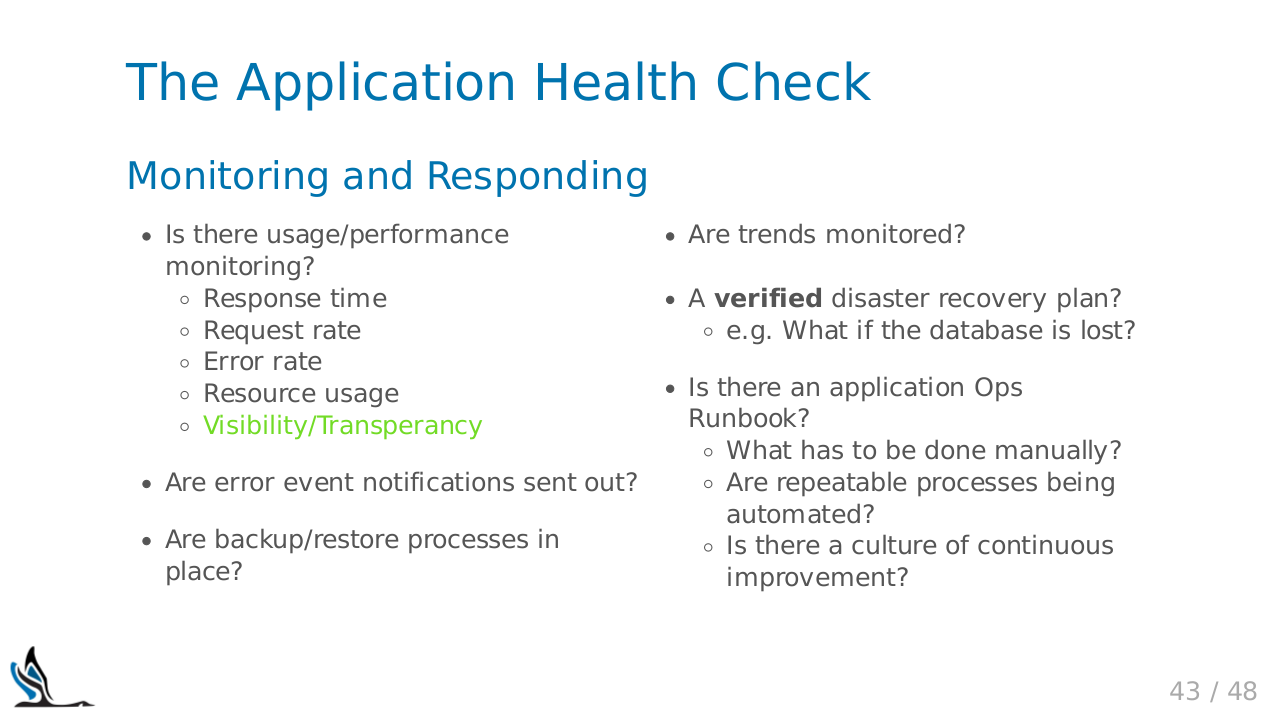 The Application Health Check
Monitoring and Responding
• Is there usage/performance
monitoring?
◦ Response time
◦ Request rate
◦ Error rate
◦ Resource usage
◦ Visibility/Transperancy
• Are error event notifications sent out?
• Are backup/restore processes in
place?
• Are trends monitored?
• A verified disaster recovery plan?
◦ e.g. What if the database is lost?
• Is there an application Ops
Runbook?
◦ What has to be done manually?
◦ Are repeatable processes being
automated?
◦ Is there a culture of continuous
improvement?
43 / 48